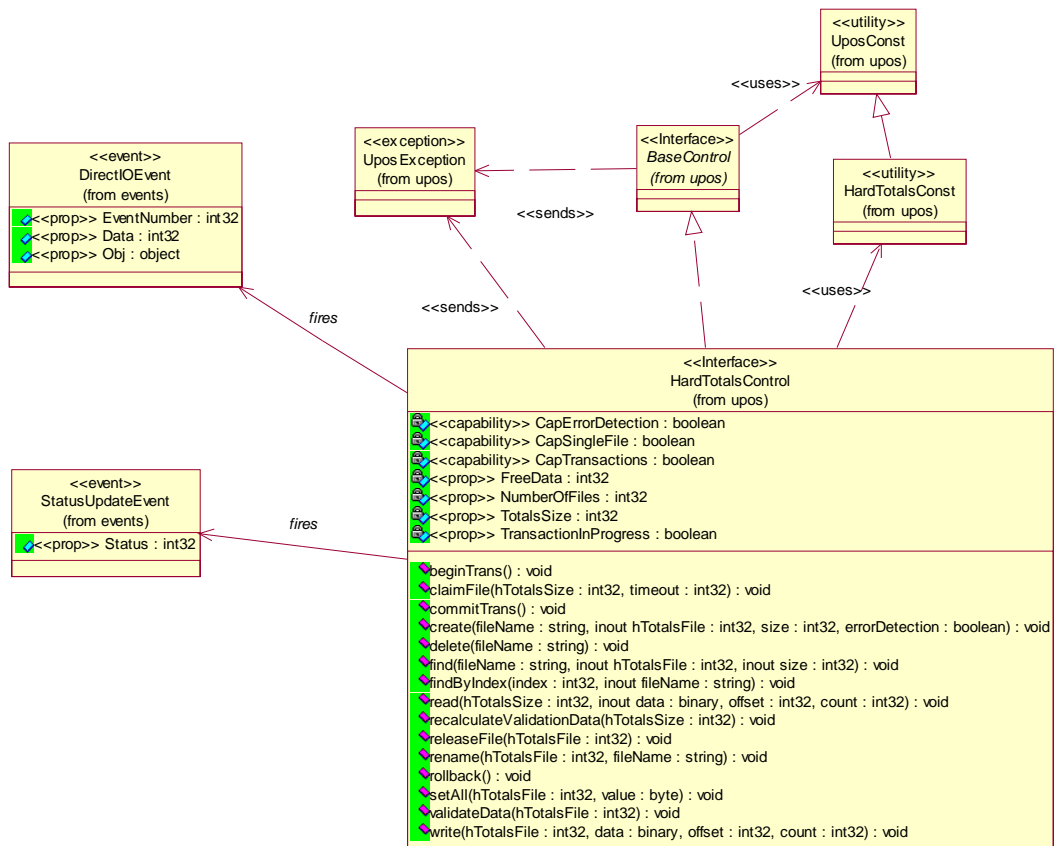 <<utility>>
UposConst
(from upos)
<<uses>>
<<exception>>
UposException
(from upos)
<<Interface>>
BaseControl
(from upos)
<<utility>>
HardTotalsConst
(from upos)
<<event>>
DirectIOEvent
(from events)
<<prop>> EventNumber : int32
<<prop>> Data : int32
<<prop>> Obj : object
<<sends>>
<<sends>>
<<uses>>
fires
<<Interface>>
HardTotalsControl
(from upos)
<<capability>> CapErrorDetection : boolean
<<capability>> CapSingleFile : boolean
<<capability>> CapTransactions : boolean
<<prop>> FreeData : int32
<<prop>> NumberOfFiles : int32
<<prop>> TotalsSize : int32
<<prop>> TransactionInProgress : boolean
<<event>>
StatusUpdateEvent
(from events)
<<prop>> Status : int32
fires
beginTrans() : void
claimFile(hTotalsSize : int32, timeout : int32) : void
commitTrans() : void
create(fileName : string, inout hTotalsFile : int32, size : int32, errorDetection : boolean) : void
delete(fileName : string) : void
find(fileName : string, inout hTotalsFile : int32, inout size : int32) : void
findByIndex(index : int32, inout fileName : string) : void
read(hTotalsSize : int32, inout data : binary, offset : int32, count : int32) : void
recalculateValidationData(hTotalsSize : int32) : void
releaseFile(hTotalsFile : int32) : void
rename(hTotalsFile : int32, fileName : string) : void
rollback() : void
setAll(hTotalsFile : int32, value : byte) : void
validateData(hTotalsFile : int32) : void
write(hTotalsFile : int32, data : binary, offset : int32, count : int32) : void